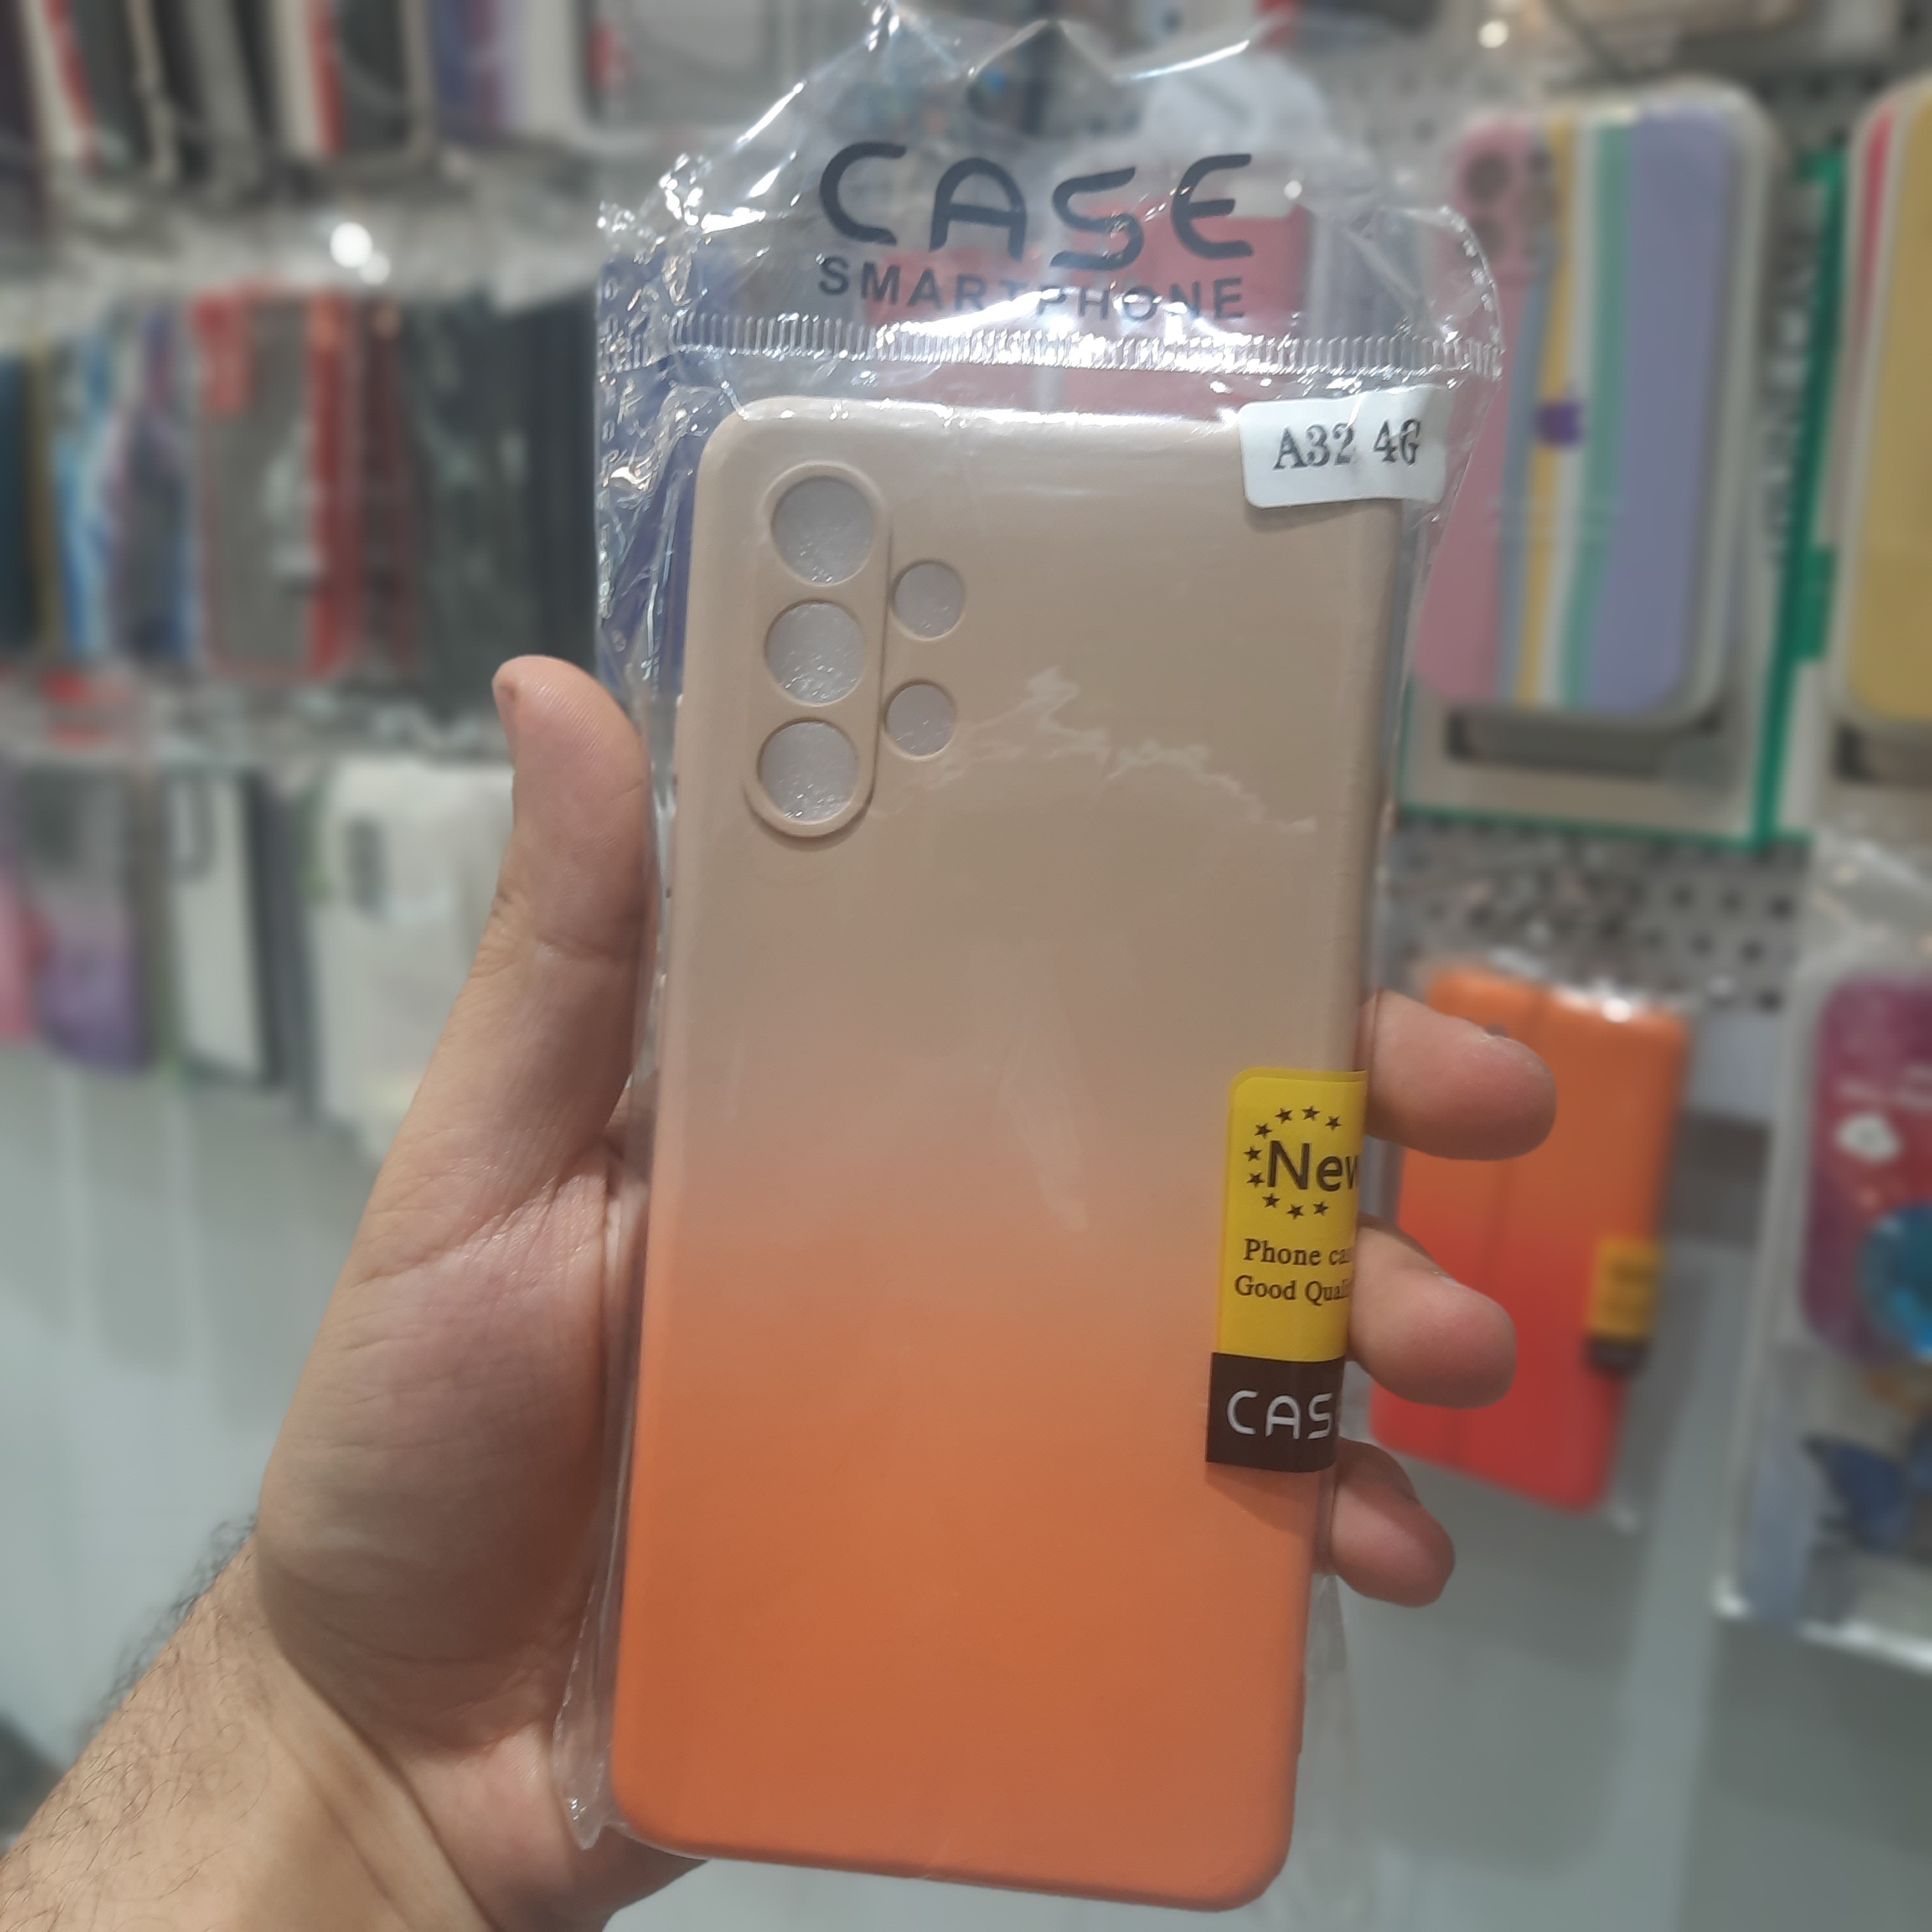 CASE
SMARTPHONE
A32 4G
New
Phone ca
Good Quali
CAS